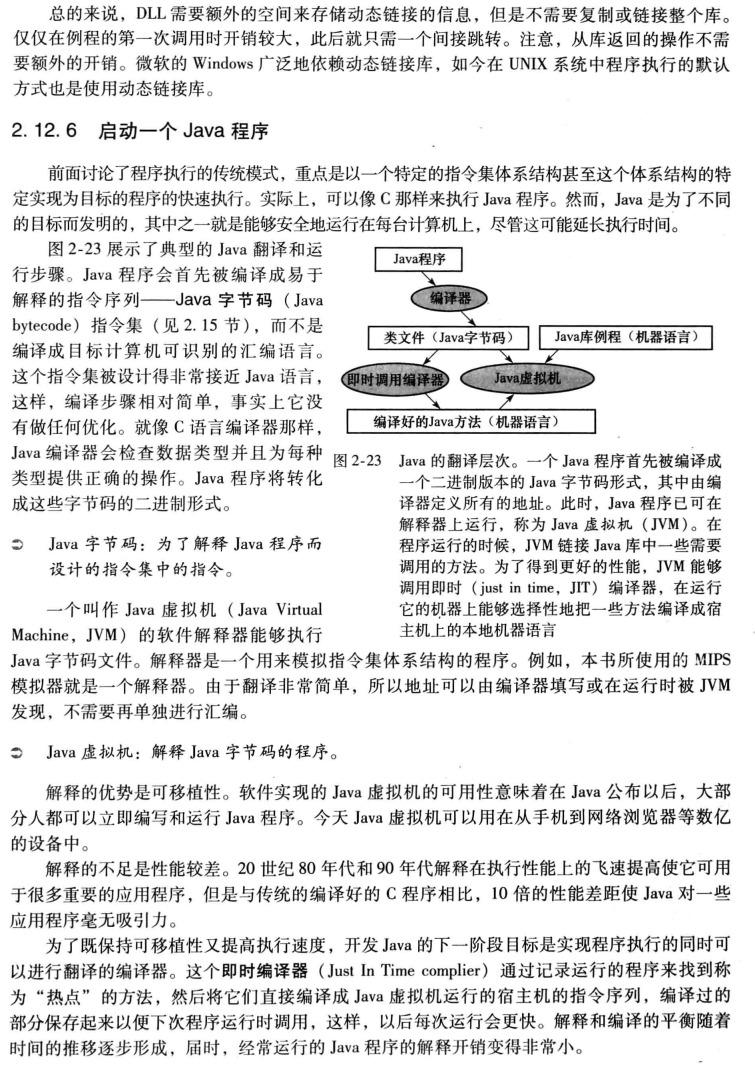 总的来说，DLL 需要额外的空间来存储动态链接的信息，但是不需要复制或链接整个库。
仅仅在例程的第一次调用时开销较大，此后就只需一个间接跳转。注意，从库返回的操作不需
要额外的开销。微软的 Windows 广泛地依赖动态链接库，如今在 UNIX 系统中程序执行的默认
方式也是使用动态链接库。
2.12.6 启动一个 Java 程序
前面讨论了程序执行的传统模式，重点是以一个特定的指令集体系结构甚至这个体系结构的特
定实现为目标的程序的快速执行。实际上，可以像 C 那样来执行 Java 程序。然而，Java 是为了不同
的目标而发明的，其中之一就是能够安全地运行在每台计算机上，尽管这可能延长执行时间。
图 2-23 展示了典型的 Java 翻译和运
行步骤。Java 程序会首先被编译成易于
解释的指令序列——Java 字节码（Java
bytecode）指令集（见 2.15 节），而不是
编译成目标计算机可识别的汇编语言。
这个指令集被设计得非常接近 Java 语言，
这样，编译步骤相对简单，事实上它没
有做任何优化。就像 C 语言编译器那样，
Java 编译器会检查数据类型并且为每种
类型提供正确的操作。Java 程序将转化
成这些字节码的二进制形式。
Java程序
编译器
类文件（Java字节码）
Java库例程（机器语言）
即时调用编译器
Java虚拟机
编译好的Java方法（机器语言）
图 2-23 Java 的翻译层次。一个 Java 程序首先被编译成
一个二进制版本的 Java 字节码形式，其中由编
译器定义所有的地址。此时，Java 程序已可在
解释器上运行，称为 Java 虚拟机（JVM）。在
程序运行的时候，JVM 链接 Java 库中一些需要
调用的方法。为了得到更好的性能，JVM 能够
调用即时（just in time，JIT）编译器，在运行
它的机器上能够选择性地把一些方法编译成宿
主机上的本地机器语言
Java 字节码：为了解释 Java 程序而
设计的指令集中的指令。
一个叫作 Java 虚拟机（Java Virtual
Machine，JVM）的软件解释器能够执行
Java 字节码文件。解释器是一个用来模拟指令集体系结构的程序。例如，本书所使用的 MIPS
模拟器就是一个解释器。由于翻译非常简单，所以地址可以由编译器填写或在运行时被 JVM
发现，不需要再单独进行汇编。
Java 虚拟机：解释 Java 字节码的程序。
解释的优势是可移植性。软件实现的 Java 虚拟机的可用性意味着在 Java 公布以后，大部
分人都可以立即编写和运行 Java 程序。今天 Java 虚拟机可以用在从手机到网络浏览器等数亿
的设备中。
解释的不足是性能较差。20 世纪 80 年代和 90 年代解释在执行性能上的飞速提高使它可用
于很多重要的应用程序，但是与传统的编译好的 C 程序相比，10 倍的性能差距使 Java 对一些
应用程序毫无吸引力。
为了既保持可移植性又提高执行速度，开发 Java 的下一阶段目标是实现程序执行的同时可
以进行翻译的编译器。这个即时编译器（Just In Time complier）通过记录运行的程序来找到称
为“热点”的方法，然后将它们直接编译成 Java 虚拟机运行的宿主机的指令序列，编译过的
部分保存起来以便下次程序运行时调用，这样，以后每次运行会更快。解释和编译的平衡随着
时间的推移逐步形成，届时，经常运行的 Java 程序的解释开销变得非常小。